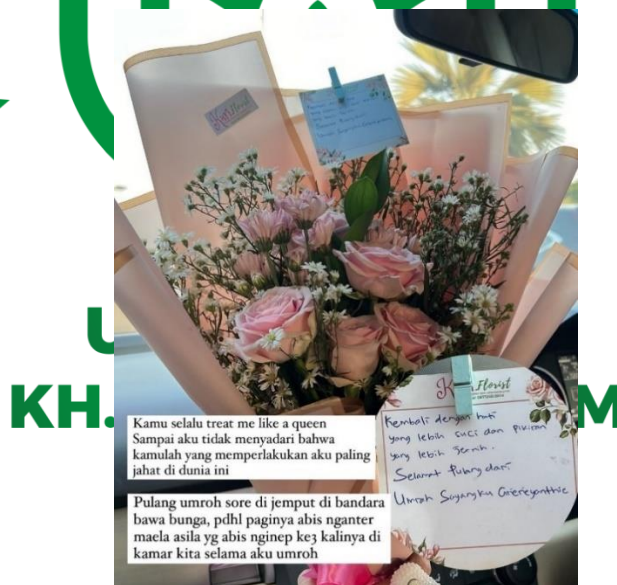 Florist
U
KH.
M
Florist
Kembali dengan hati
yang lebih suci dan pikiran
yang lebih jernih.
Selamat Pulang dari
Umroh Sayangku
Kamu selalu treat me like a queen
Sampai aku tidak menyadari bahwa
kamulah yang memperlakukan aku paling
jahat di dunia ini
Pulang umroh sore di jemput di bandara
bawa bunga, pdhl paginya abis nganter
maela asila yg abis nginep ke3 kalinya di
kamar kita selama aku umroh